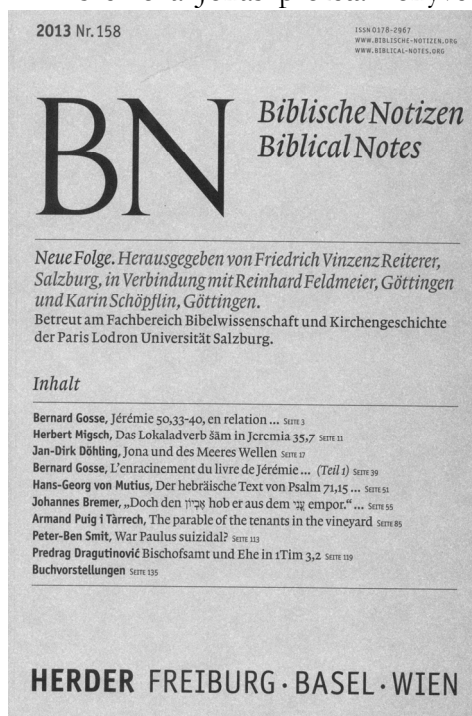 2013 Nr. 158
ISSN 0178-2967
WWW.BIBLISCHE-NOTIZEN.ORG
WWW.BIBLICAL-NOTES.ORG
BN
Biblische Notizen
Biblical Notes
Neue Folge. Herausgegeben von Friedrich Vinzenz Reiterer,
Salzburg, in Verbindung mit Reinhard Feldmeier, Göttingen
und Karin Schöpflin, Göttingen.
Betreut am Fachbereich Bibelwissenschaft und Kirchengeschichte
der Paris Lodron Universität Salzburg.
Inhalt
Bernard Gosse, Jérémie 50,33-40, en relation ... SEITE 3
Herbert Migsch, Das Lokaladverb šām in Jeremia 35,7 SEITE 11
Jan-Dirk Döhling, Jona und des Meeres Wellen SEITE 17
Bernard Gosse, L'enracinement du livre de Jérémie ... (Teil 1) SEITE 39
Hans-Georg von Mutius, Der hebräische Text von Psalm 71,15 ... SEITE 51
Johannes Bremer, „Doch den אֶבְיוֹן hob er aus dem עֳנִי empor.“ ... SEITE 55
Armand Puig i Tàrrech, The parable of the tenants in the vineyard SEITE 85
Peter-Ben Smit, War Paulus suizidal? SEITE 113
Predrag Dragutinović Bischofsamt und Ehe in 1Tim 3,2 SEITE 119
Buchvorstellungen SEITE 135
HERDER FREIBURG · BASEL · WIEN